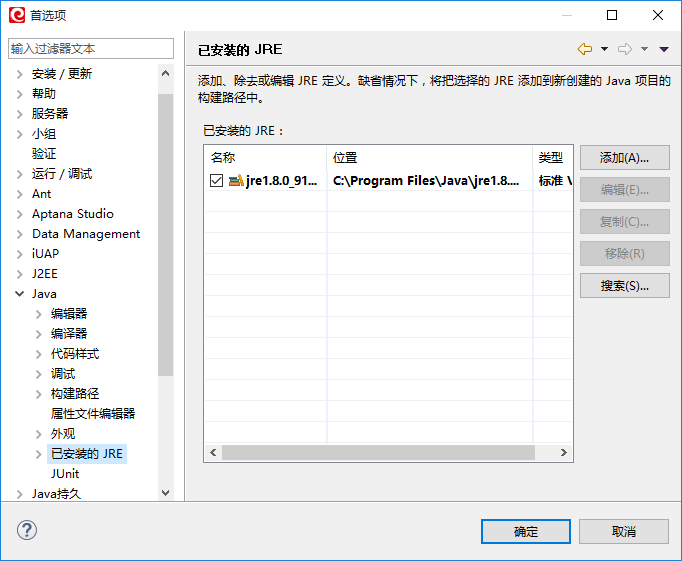 首选项
输入过滤器文本
安装 / 更新
帮助
服务器
小组
验证
运行 / 调试
Ant
Aptana Studio
Data Management
iUAP
J2EE
Java
编辑器
编译器
代码样式
调试
构建路径
属性文件编辑器
外观
已安装的 JRE
JUnit
Java持久
已安装的 JRE
添加、除去或编辑 JRE 定义。缺省情况下，将把选择的 JRE 添加到新创建的 Java 项目的
构建路径中。
已安装的 JRE：
名称 位置 类型
jre1.8.0_91... C:\Program Files\Java\jre1.8.... 标准 \
添加(A)...
编辑(E)...
复制(C)...
移除(R)
搜索(S)...
确定 取消